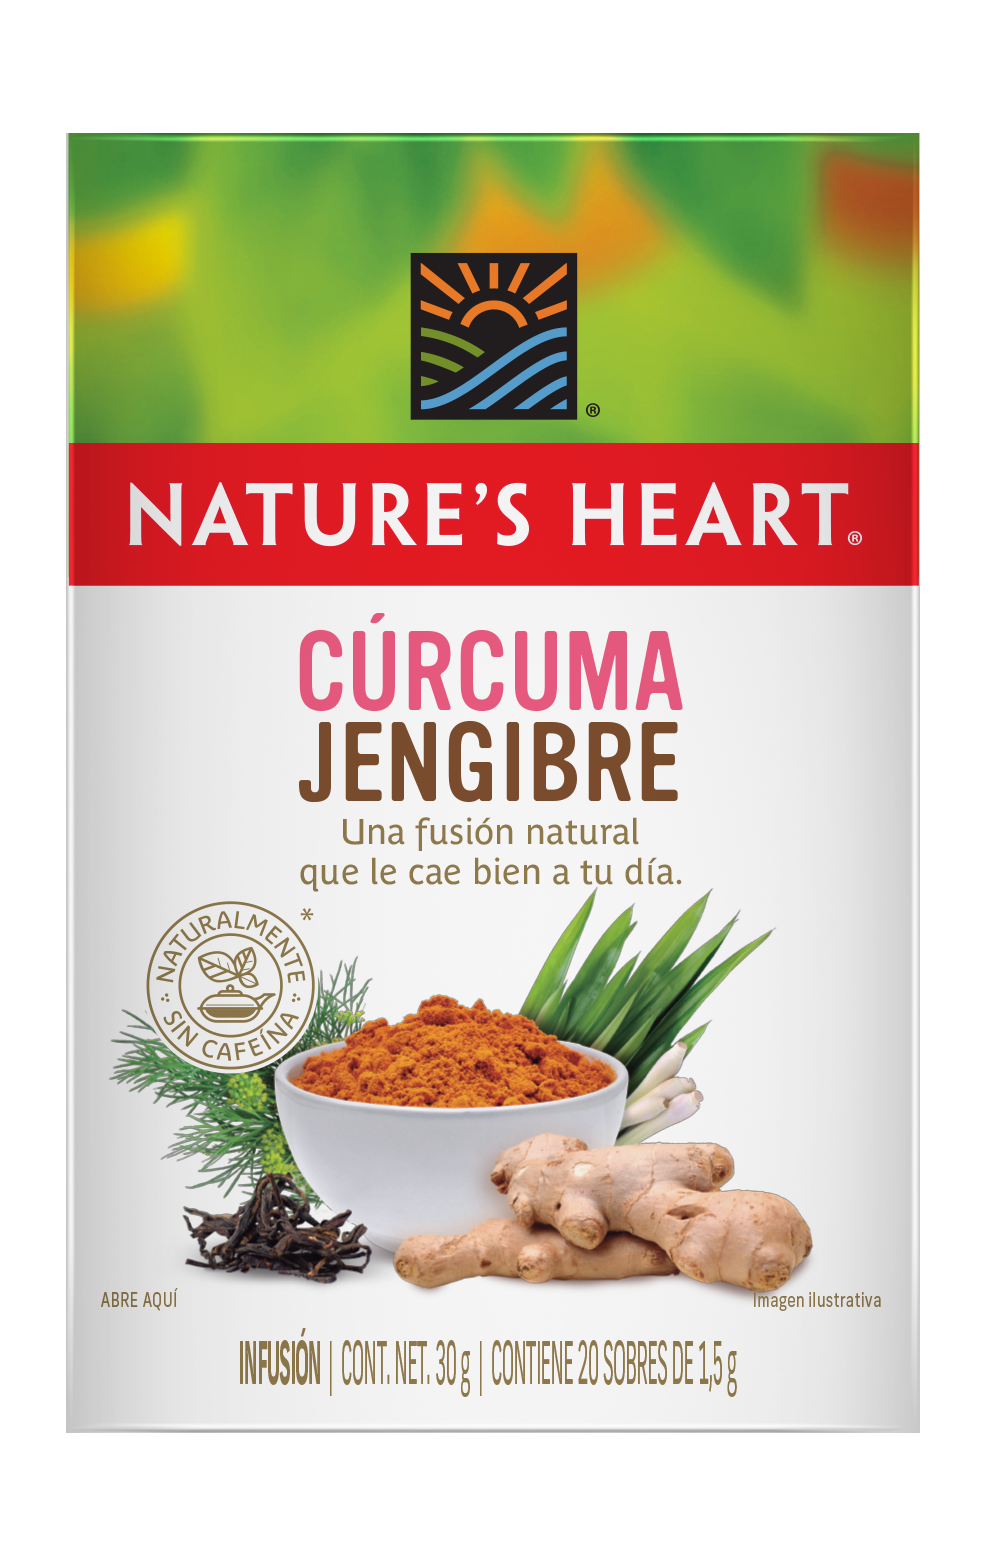 ®
NATURE'S HEART®
CÚRCUMA
JENGIBRE
Una fusión natural
que le cae bien a tu día.
NATURALMENTE
SIN CAFEÍNA
*
ABRE AQUÍ
Imagen ilustrativa
INFUSIÓN | CONT. NET. 30 g | CONTIENE 20 SOBRES DE 1,5 g